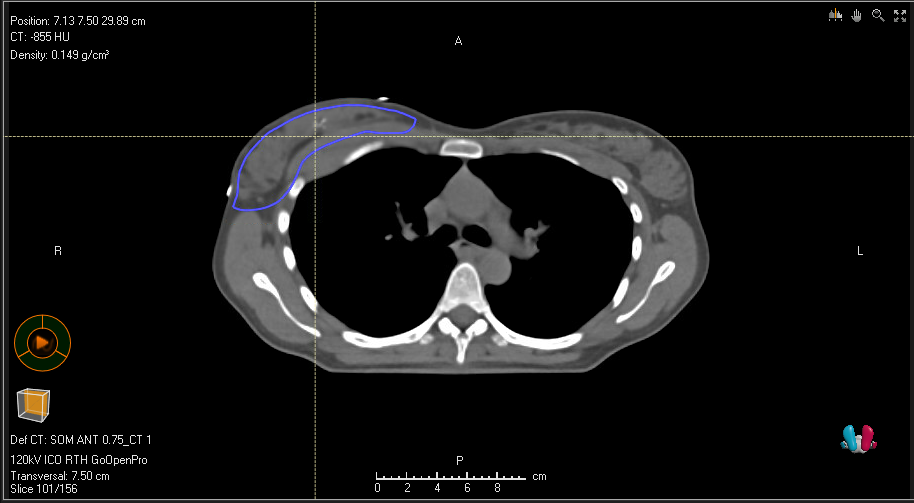 Position: 7.13 7.50 29.89 cm
CT: -855 HU
Density: 0.149 g/cm³
A
R
L
Def CT: SOM ANT 0.75_CT 1
120kV ICO RTH GoOpenPro
Transversal: 7.50 cm
Slice 101/156
P
cm
0 2 4 6 8